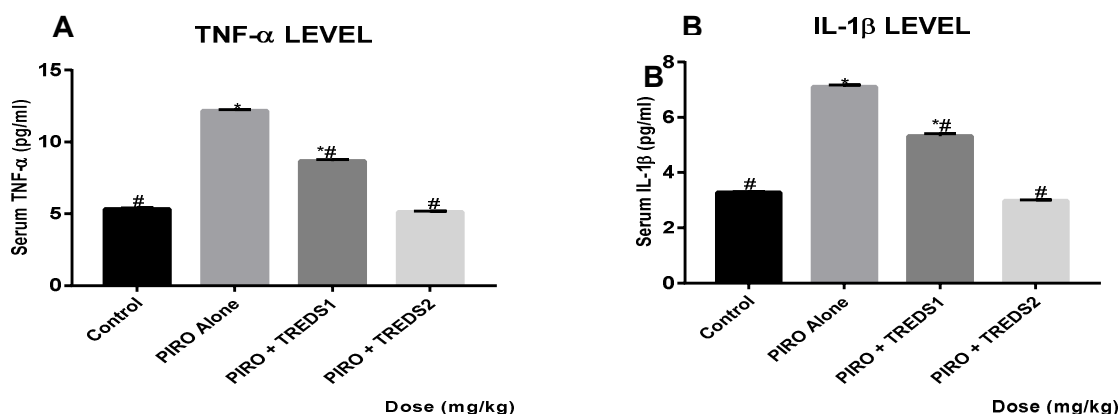 A
TNF-α LEVEL
Serum TNF-α (pg/ml)
15
10
5
0
#
*
*#
#
Control
PIRO Alone
PIRO + TREDS1
PIRO + TREDS2
Dose (mg/kg)
B
IL-1β LEVEL
B
Serum IL-1β (pg/ml)
8
6
4
2
0
#
*
*#
#
Control
PIRO Alone
PIRO + TREDS1
PIRO + TREDS2
Dose (mg/kg)